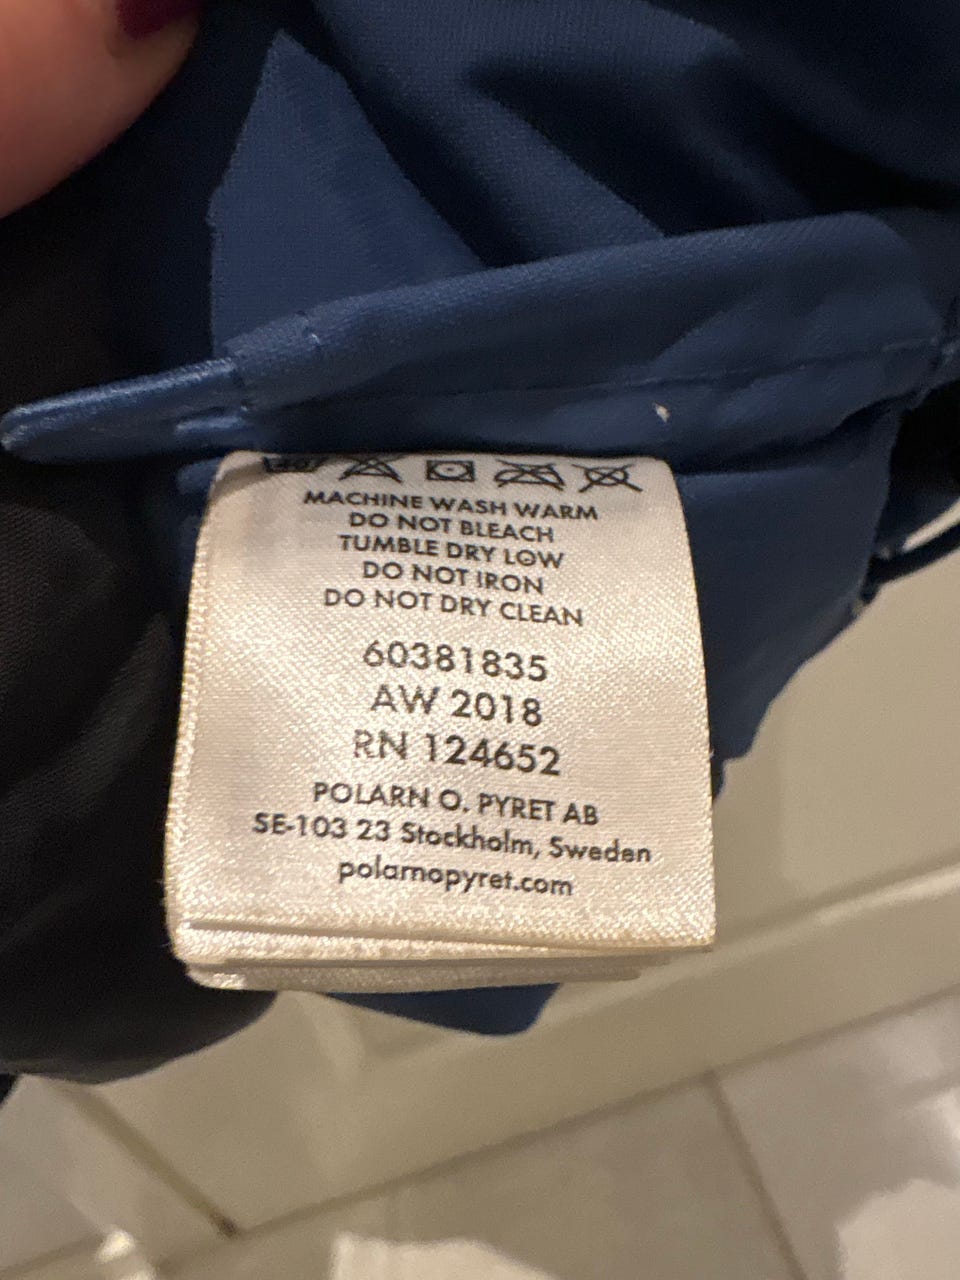 MACHINE WASH WARM
DO NOT BLEACH
TUMBLE DRY LOW
DO NOT IRON
DO NOT DRY CLEAN
60381835
AW 2018
RN 124652
POLARN O. PYRET AB
SE-103 23 Stockholm, Sweden
polarnopyret.com